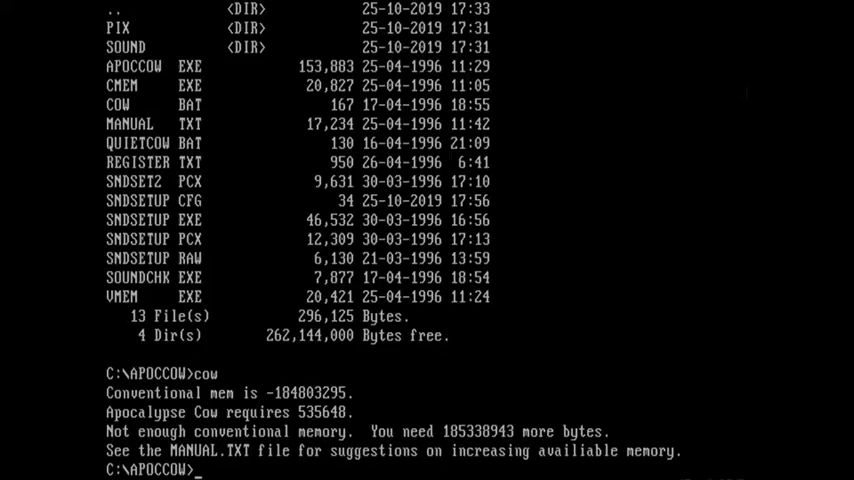 ..           <DIR>            25-10-2019 17:33
PIX          <DIR>            25-10-2019 17:31
SOUND        <DIR>            25-10-2019 17:31
APOCCOW  EXE          153,883 25-04-1996 11:29
CMEM     EXE           20,827 25-04-1996 11:05
COW      BAT              167 17-04-1996 18:55
MANUAL   TXT           17,234 25-04-1996 11:42
QUIETCOW BAT              130 16-04-1996 21:09
REGISTER TXT              950 26-04-1996  6:41
SNDSET2  PCX            9,631 30-03-1996 17:10
SNDSETUP CFG               34 25-10-2019 17:56
SNDSETUP EXE           46,532 30-03-1996 16:56
SNDSETUP PCX           12,309 30-03-1996 17:13
SNDSETUP RAW            6,130 21-03-1996 13:59
SOUNDCHK EXE            7,877 17-04-1996 18:54
VMEM     EXE           20,421 25-04-1996 11:24
13 File(s)            296,125 Bytes.
4 Dir(s)         262,144,000 Bytes free.
C:\APOCCOW>cow
Conventional mem is -184803295.
Apocalypse Cow requires 535648.
Not enough conventional memory.  You need 185338943 more bytes.
See the MANUAL.TXT file for suggestions on increasing availiable memory.
C:\APOCCOW>_